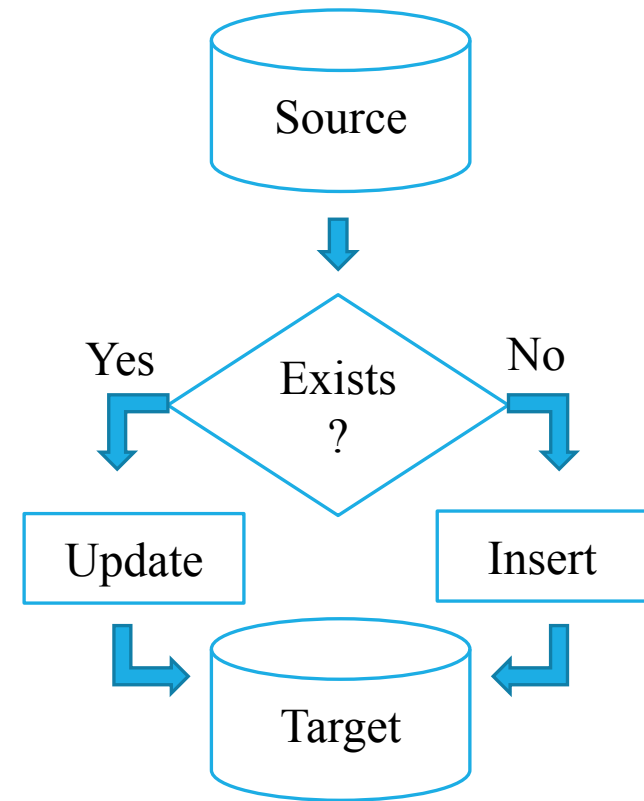 Source
Yes
No
Exists
?
Update
Insert
Target